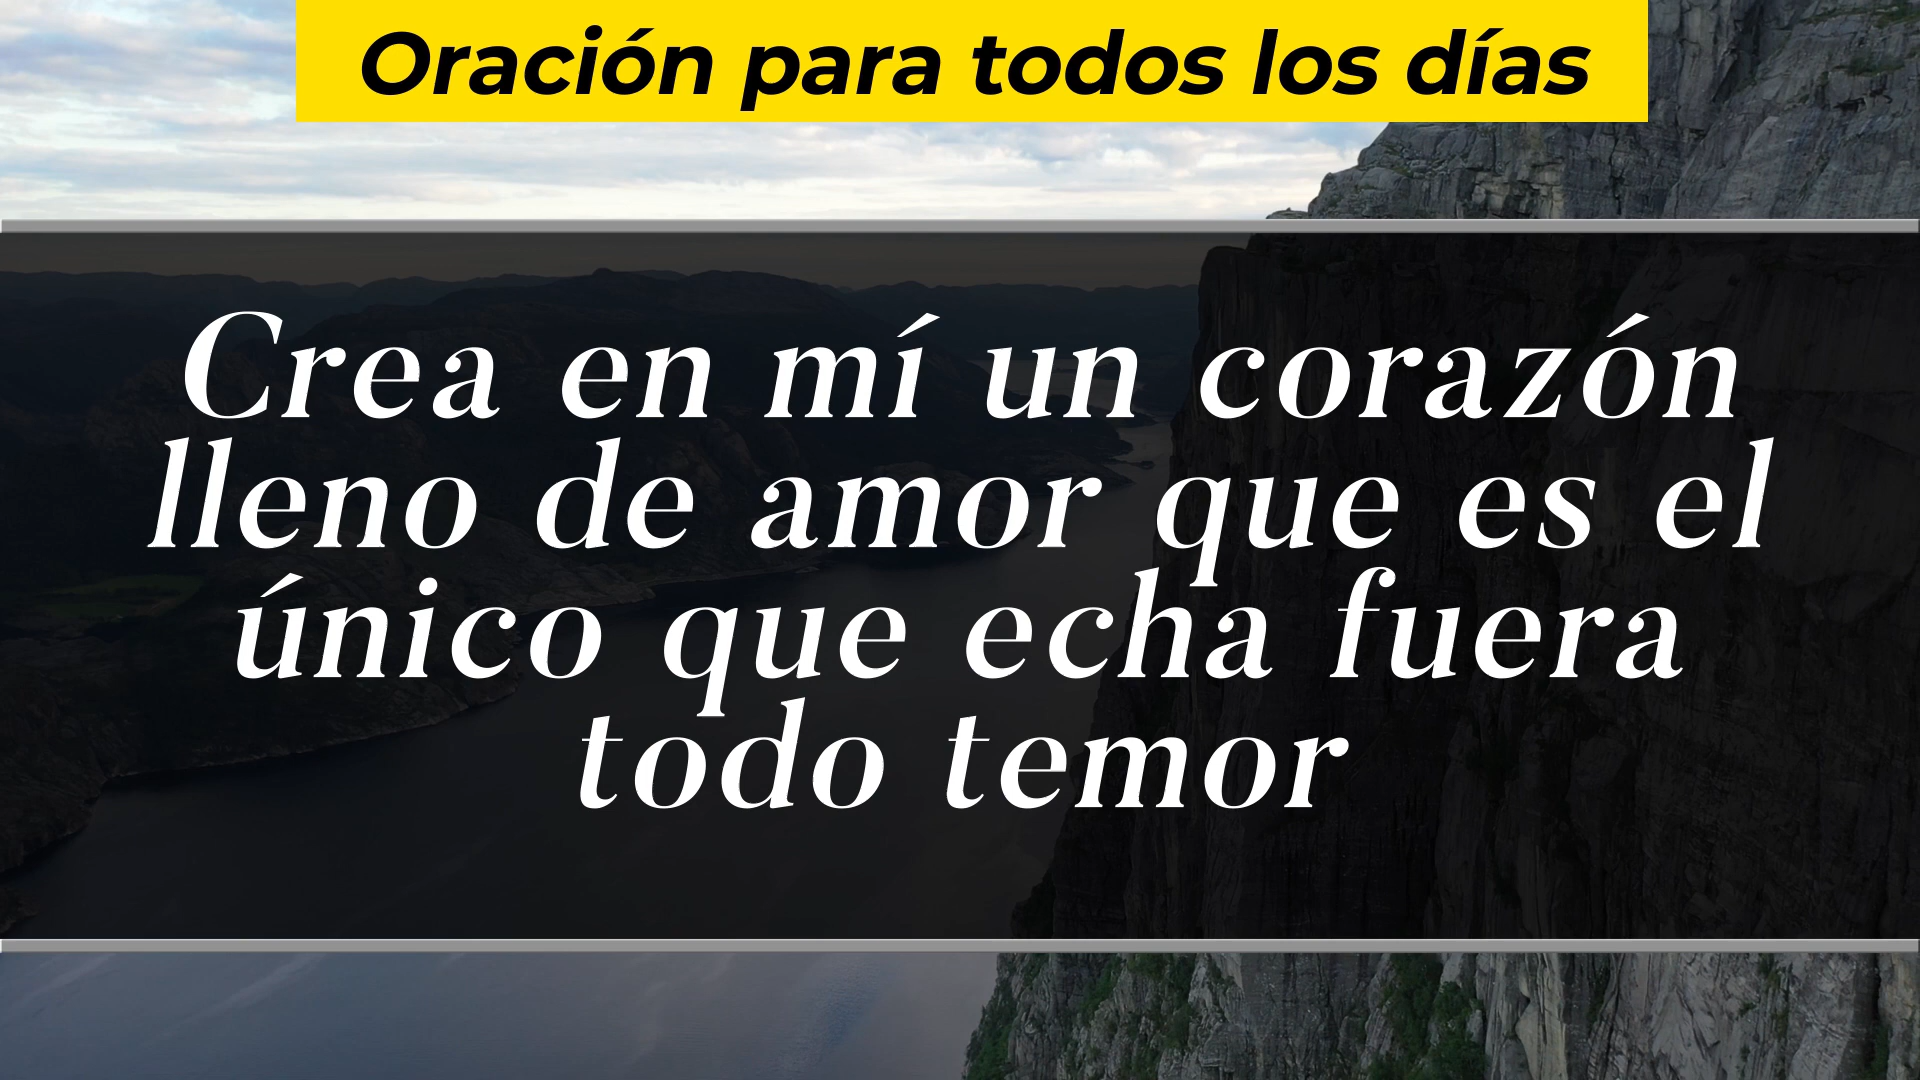 Oración para todos los días
Crea en mí un corazón
lleno de amor que es el
único que echa fuera
todo temor